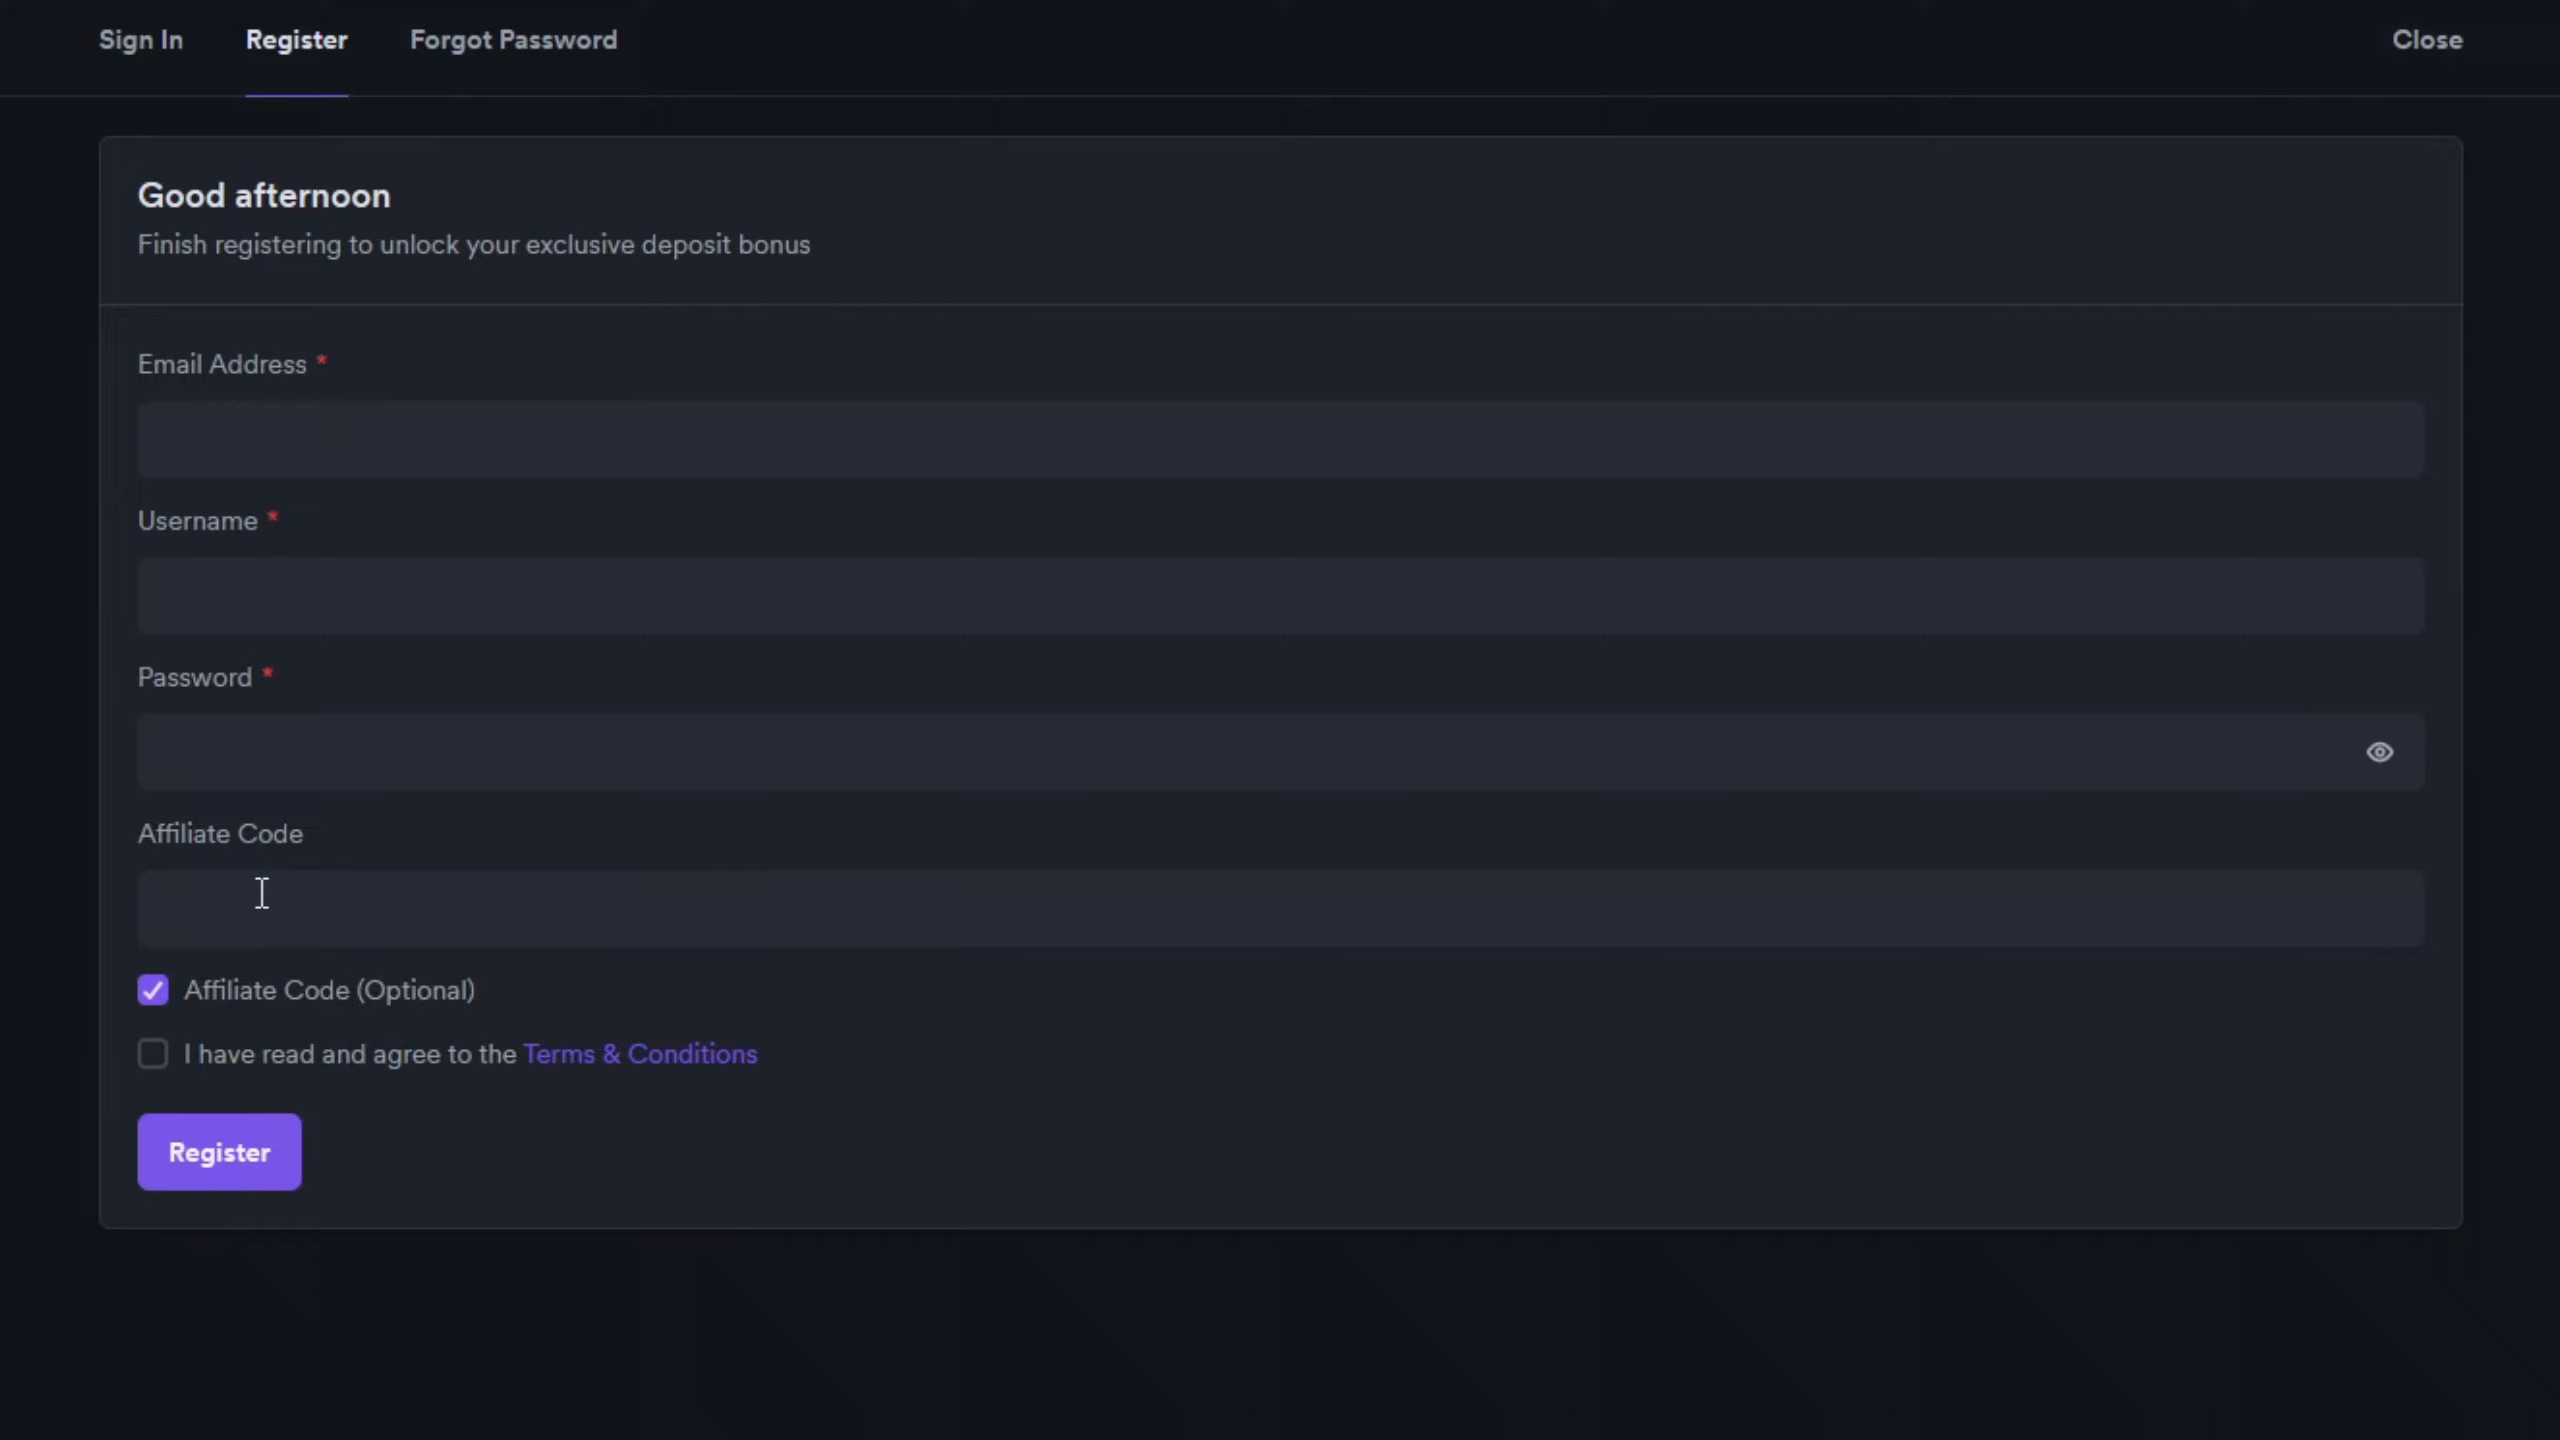 Sign In Register Forgot Password Close
Good afternoon
Finish registering to unlock your exclusive deposit bonus
Email Address *
Username *
Password *
Affiliate Code
Affiliate Code (Optional)
I have read and agree to the Terms & Conditions
Register